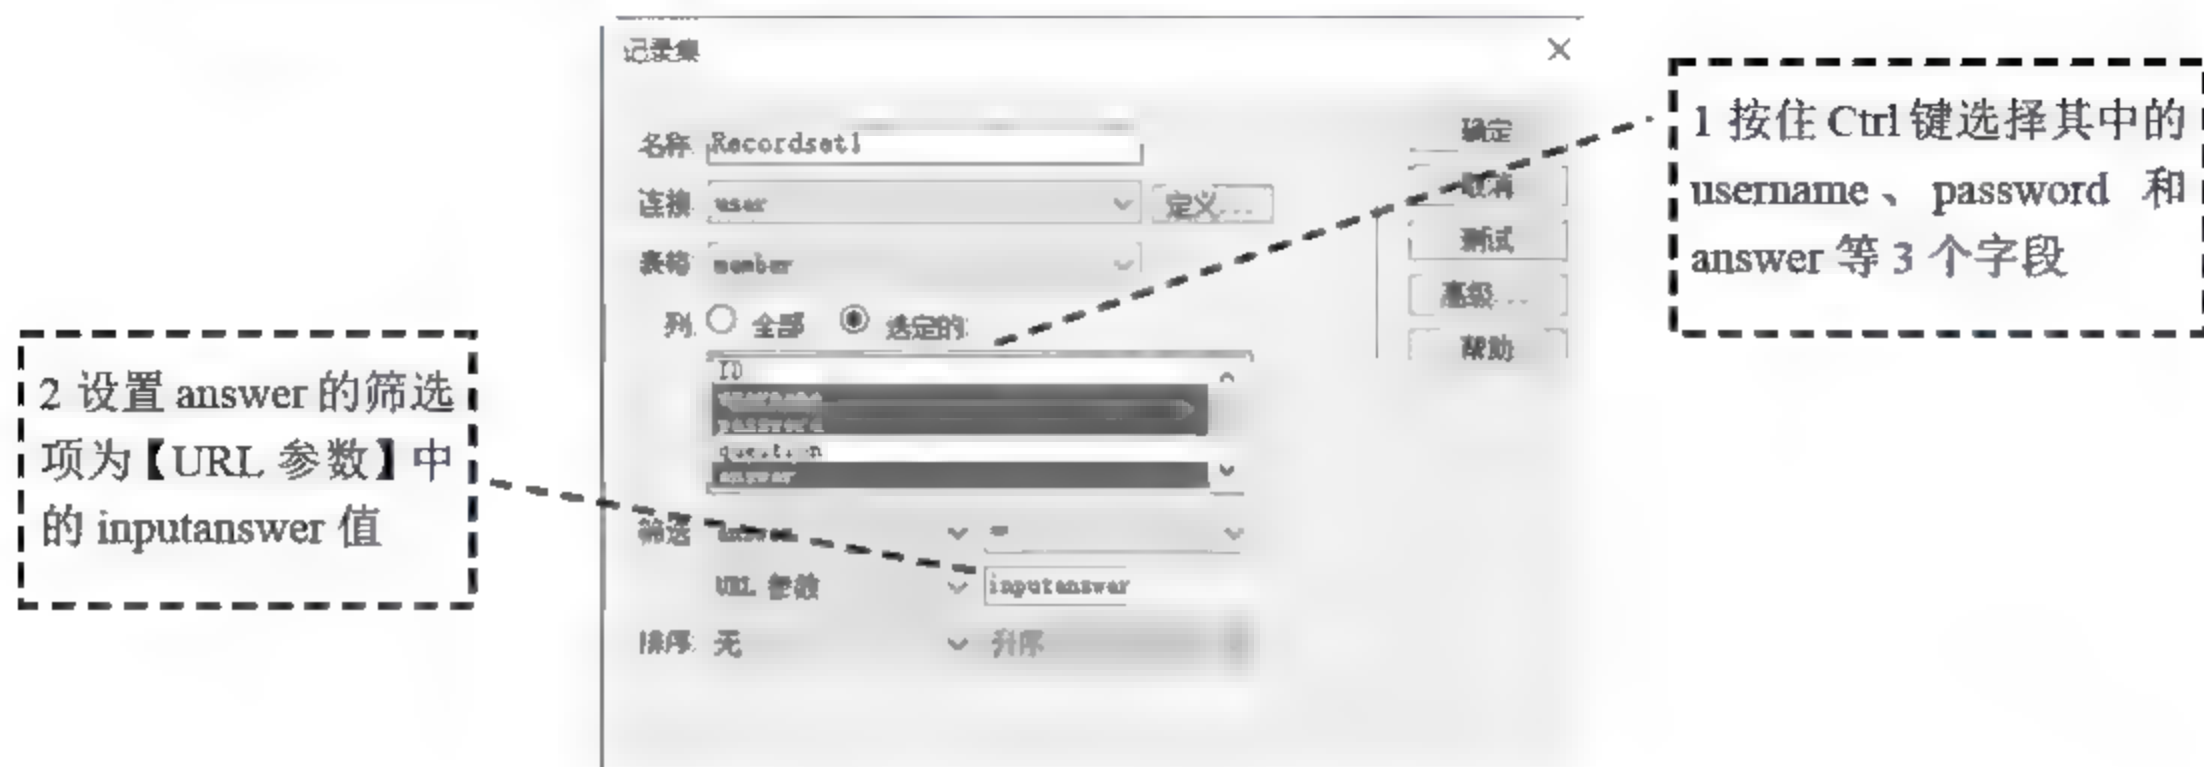 记录集
名称: Recordset1
连接: user 定义...
表格: member
列: 全部 选定的:
ID
username
password
question
answer
筛选: answer =
URL 参数 inputanswer
排序: 无 升序
确定
取消
测试
高级...
帮助
1 按住 Ctrl 键选择其中的
username、password 和
answer 等 3 个字段
2 设置 answer 的筛选
项为【URL 参数】中
的 inputanswer 值